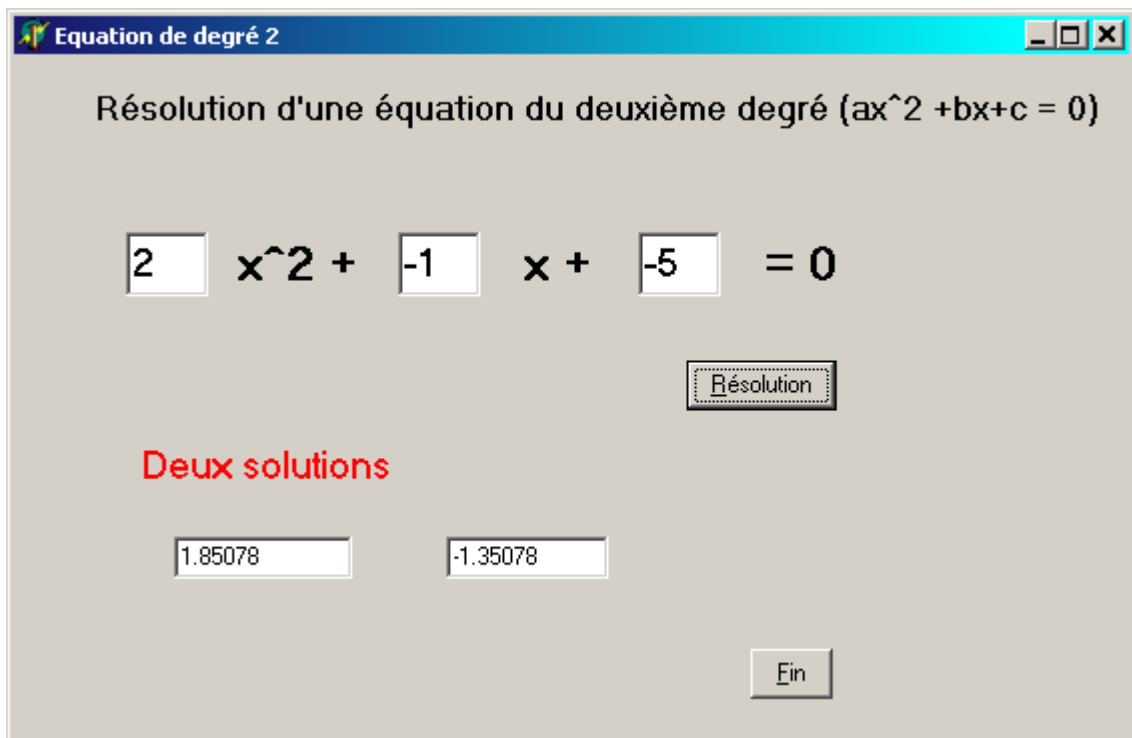 Equation de degré 2
Résolution d'une équation du deuxième degré (ax^2 +bx+c = 0)
2 x^2 + -1 x + -5 = 0
Résolution
Deux solutions
1.85078 -1.35078
Fin